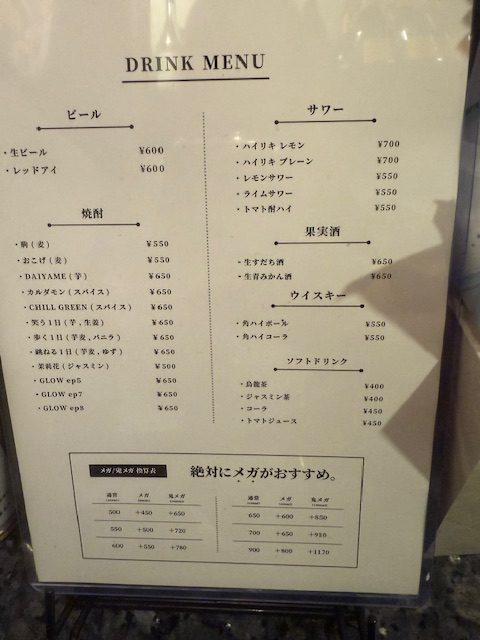 DRINK MENU
ビール
・生ビール ¥600
・レッドアイ ¥600
焼酎
・駒(麦) ¥550
・おこげ(麦) ¥550
・DAIYAME(芋) ¥650
・カルダモン(スパイス) ¥650
・CHILL GREEN(スパイス) ¥650
・笑う1日(芋,生姜) ¥650
・歩く1日(芋麦,バニラ) ¥650
・跳ねる1日(芋麦,ゆず) ¥650
・茉莉花(ジャスミン) ¥500
・GLOW ep5 ¥650
・GLOW ep7 ¥650
・GLOW ep8 ¥650
サワー
・ハイリキ レモン ¥700
・ハイリキ プレーン ¥700
・レモンサワー ¥550
・ライムサワー ¥550
・トマト酎ハイ ¥550
果実酒
・生すだち酒 ¥650
・生青みかん酒 ¥650
ウイスキー
・角ハイボール ¥550
・角ハイコーラ ¥550
ソフトドリンク
・烏龍茶 ¥400
・ジャスミン茶 ¥400
・コーラ ¥450
・トマトジュース ¥450
メガ/鬼メガ 換算表 絶対にメガがおすすめ。
通常 メガ 鬼メガ
500 +450 +650
550 +500 +720
600 +550 +780
通常 メガ 鬼メガ
650 +600 +850
700 +650 +910
900 +800 +1170